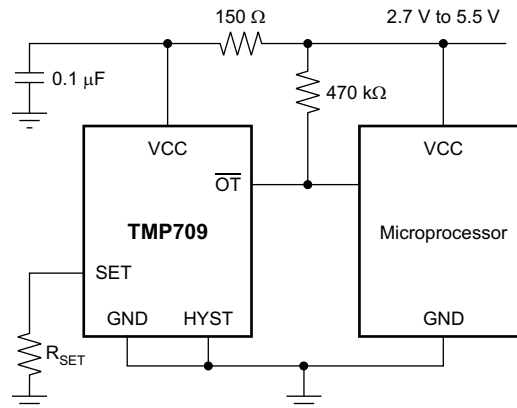 150 Ω
2.7 V to 5.5 V
0.1 µF
470 kΩ
VCC
VCC
OT
TMP709
Microprocessor
SET
GND
HYST
GND
RSET